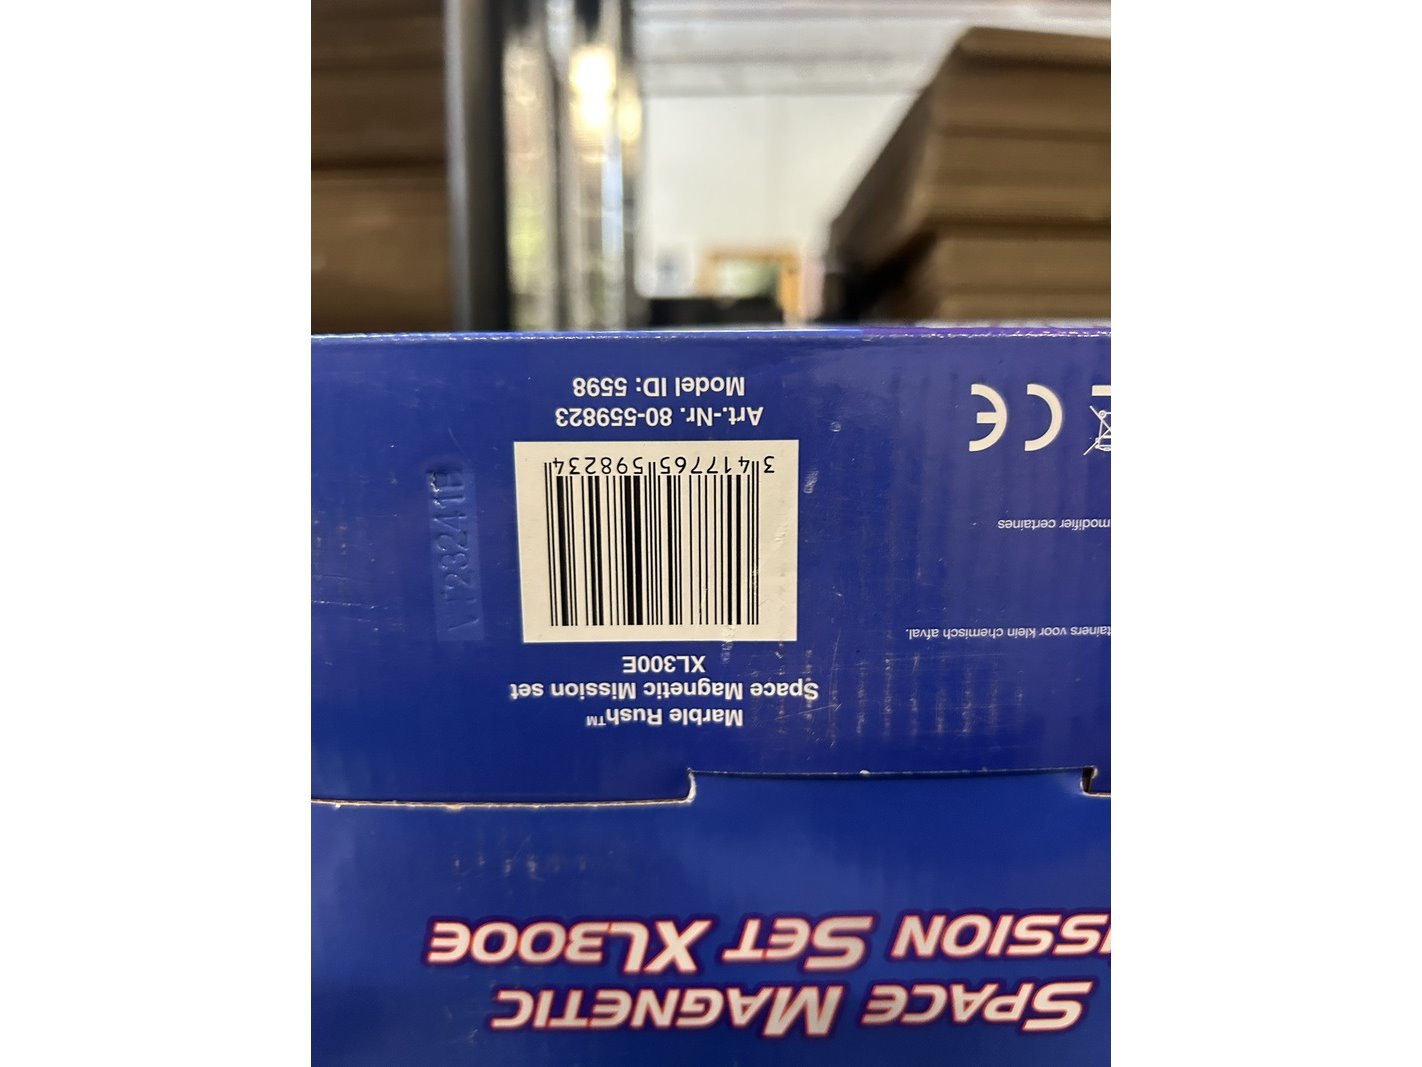 SPACE MAGNETIC
ISSION SET XL300E
Marble Rush™
Space Magnetic Mission set
XL300E
3 417765 598234
Art.-Nr. 80-559823
Model ID: 5598
tainers voor klein chemisch afval.
modifier certaines
CE